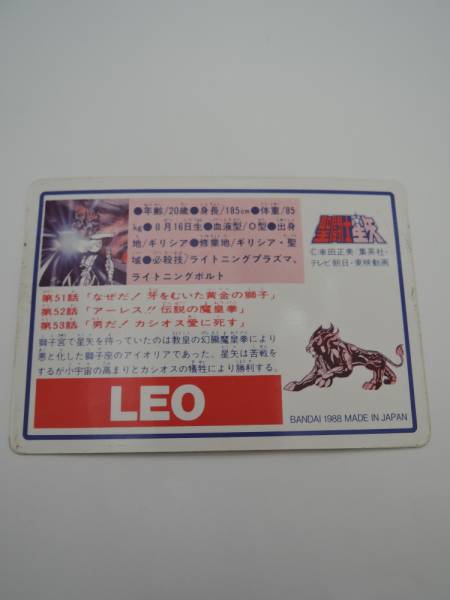 ●年齢/20歳●身長/185cm●体重/85
kg●8月16日生●血液型/O型●出身
地/ギリシア●修業地/ギリシア・聖
域●必殺技/ライトニングプラズマ、
ライトニングボルト
聖闘士星矢
C.車田正美/集英社・
テレビ朝日・東映動画
第51話「なぜだ！牙をむいた黄金の獅子」
第52話「アーレス!!伝説の魔皇拳」
第53話「男だ！カシオス愛に死す」
獅子宮で星矢を待っていたのは教皇の幻朧魔皇拳により
悪と化した獅子座のアイオリアであった。星矢は苦戦を
するが小宇宙の高まりとカシオスの犠牲により勝利する。
LEO
BANDAI 1988 MADE IN JAPAN